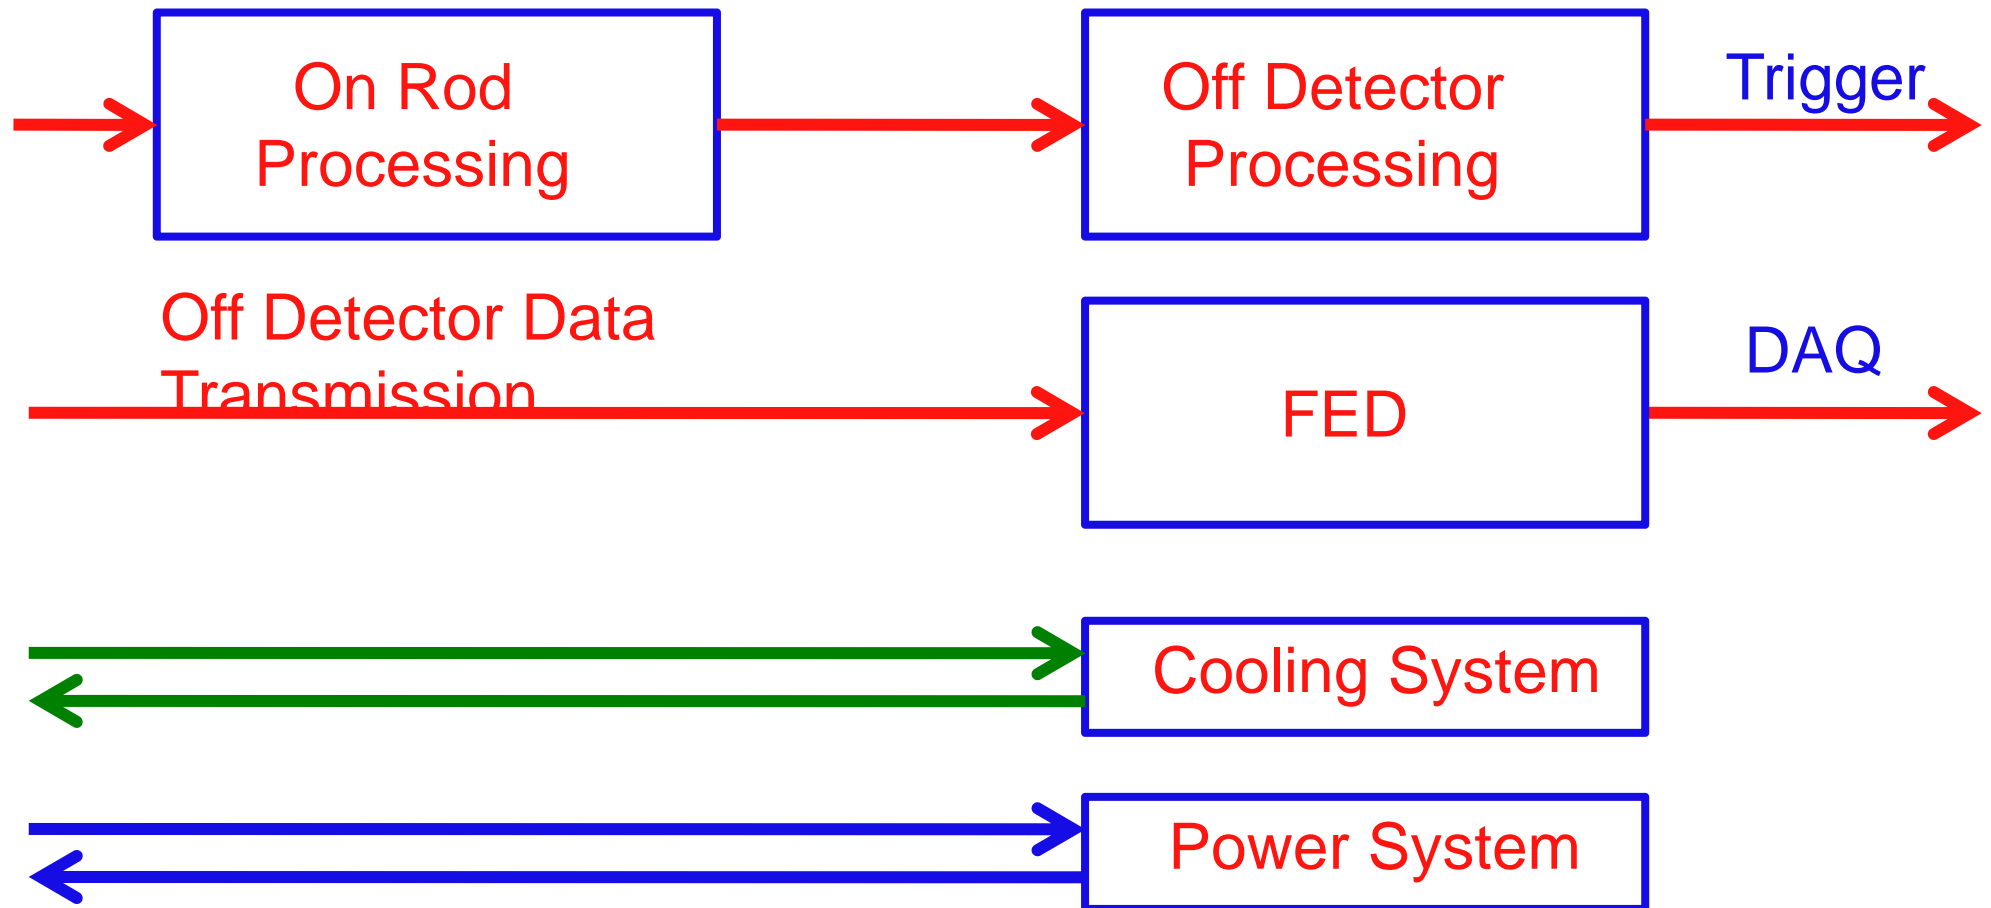 On Rod
Processing
Off Detector
Processing
Trigger
Off Detector Data
Transmission
FED
DAQ
Cooling System
Power System